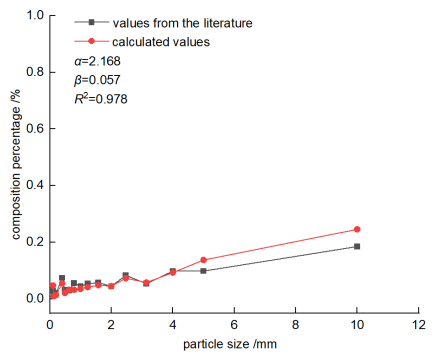 values from the literature
calculated values
α=2.168
β=0.057
R²=0.978
composition percentage /%
1.0
0.8
0.6
0.4
0.2
0.0
0 2 4 6 8 10 12
particle size /mm